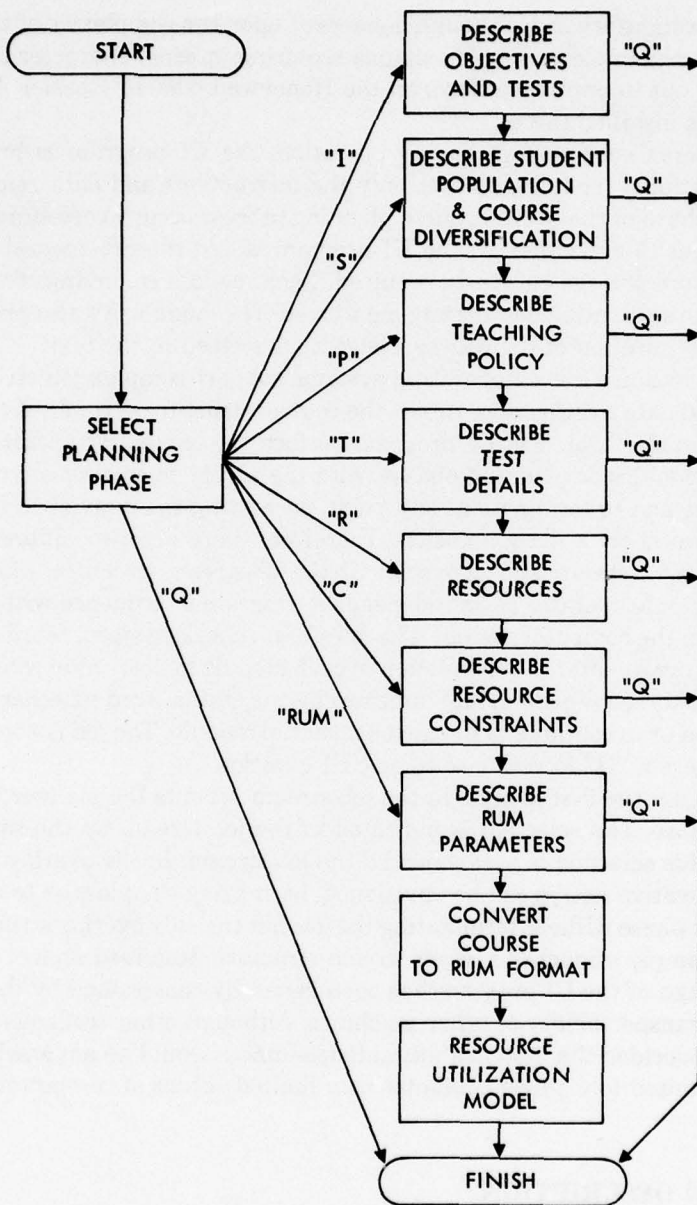 START
DESCRIBE
OBJECTIVES
AND TESTS
"Q"
"I"
DESCRIBE STUDENT
POPULATION
& COURSE
DIVERSIFICATION
"Q"
"S"
DESCRIBE
TEACHING
POLICY
"Q"
"P"
SELECT
PLANNING
PHASE
"T"
DESCRIBE
TEST
DETAILS
"Q"
"R"
DESCRIBE
RESOURCES
"Q"
"C"
"Q"
DESCRIBE
RESOURCE
CONSTRAINTS
"Q"
"RUM"
DESCRIBE
RUM
PARAMETERS
"Q"
CONVERT
COURSE
TO RUM FORMAT
RESOURCE
UTILIZATION
MODEL
FINISH